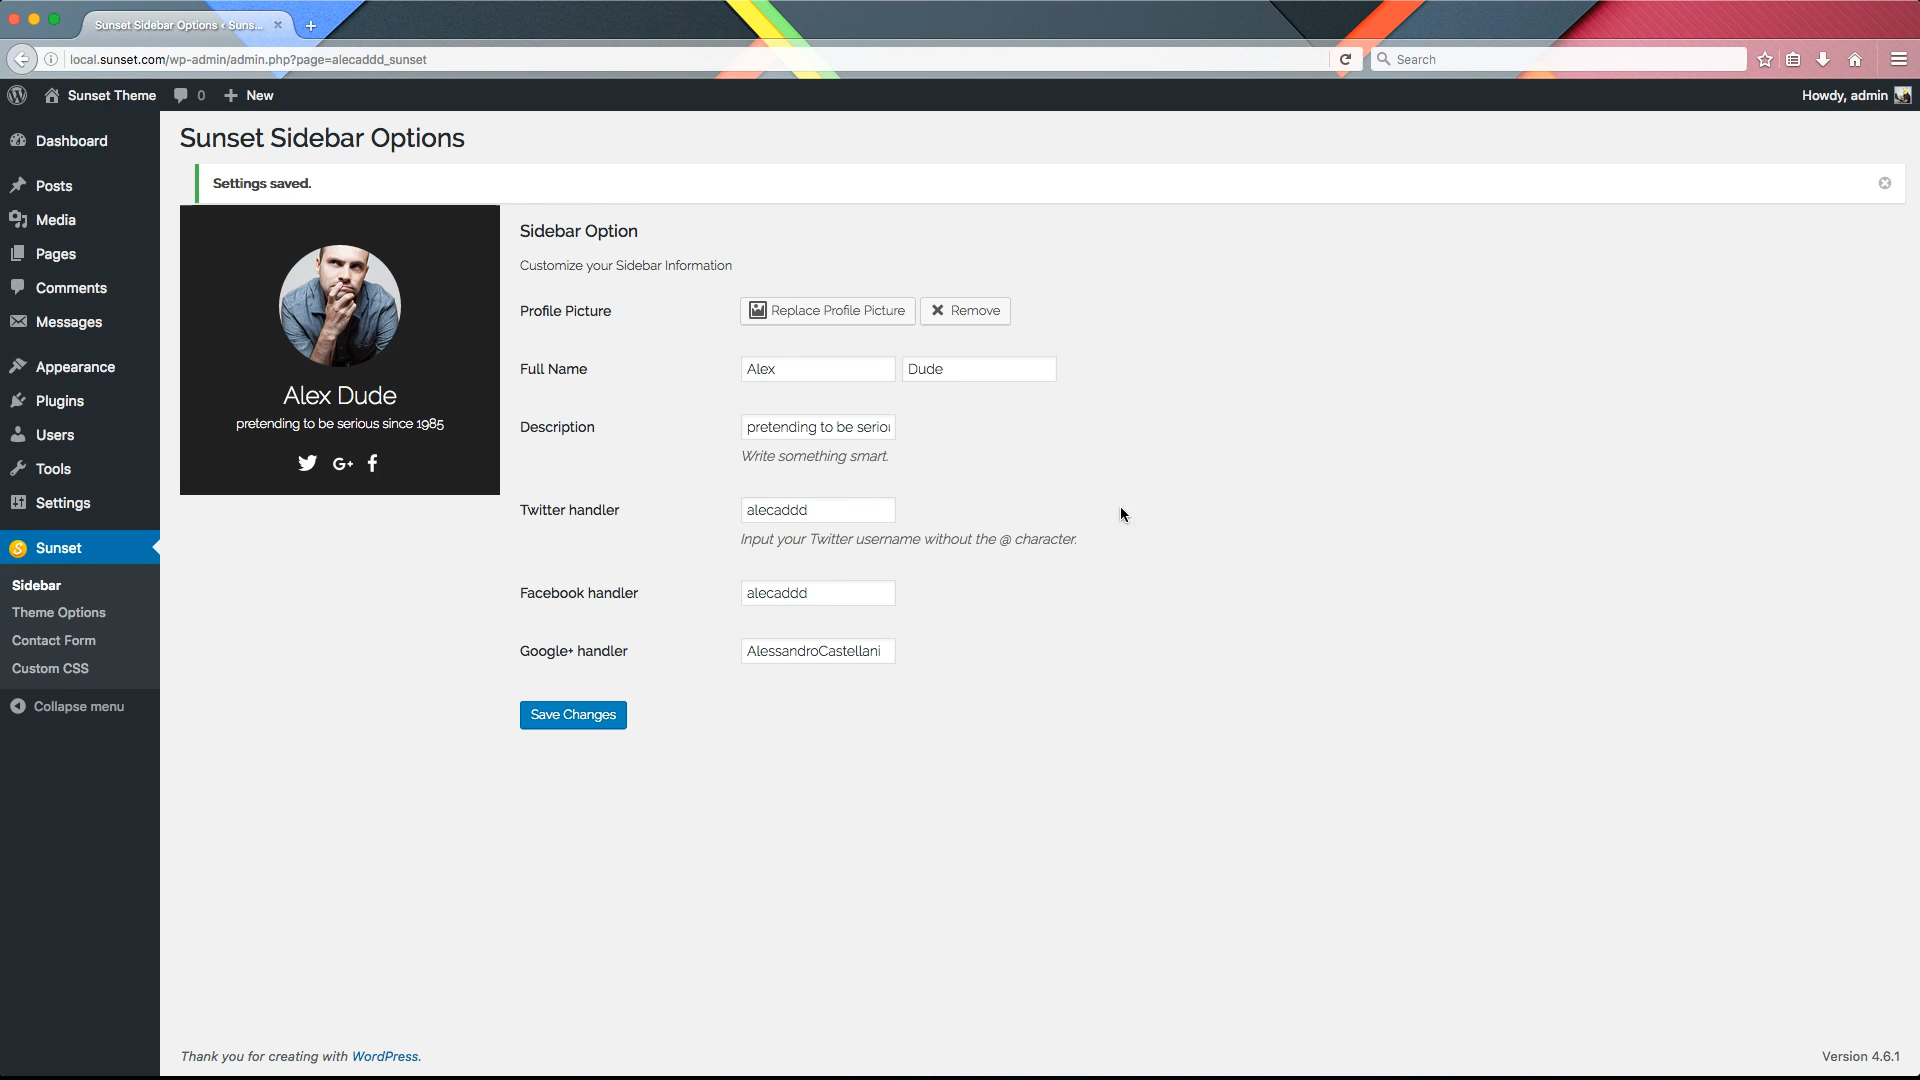 Sunset Sidebar Options ‹ Suns...
local.sunset.com/wp-admin/admin.php?page=alecaddd_sunset
Search
Sunset Theme
0
New
Howdy, admin
Dashboard
Posts
Media
Pages
Comments
Messages
Appearance
Plugins
Users
Tools
Settings
Sunset
Sidebar
Theme Options
Contact Form
Custom CSS
Collapse menu
Sunset Sidebar Options
Settings saved.
Alex Dude
pretending to be serious since 1985
G+
Sidebar Option
Customize your Sidebar Information
Profile Picture
Replace Profile Picture
Remove
Full Name
Alex
Dude
Description
pretending to be seriou
Write something smart.
Twitter handler
alecaddd
Input your Twitter username without the @ character.
Facebook handler
alecaddd
Google+ handler
AlessandroCastellani
Save Changes
Thank you for creating with WordPress.
Version 4.6.1